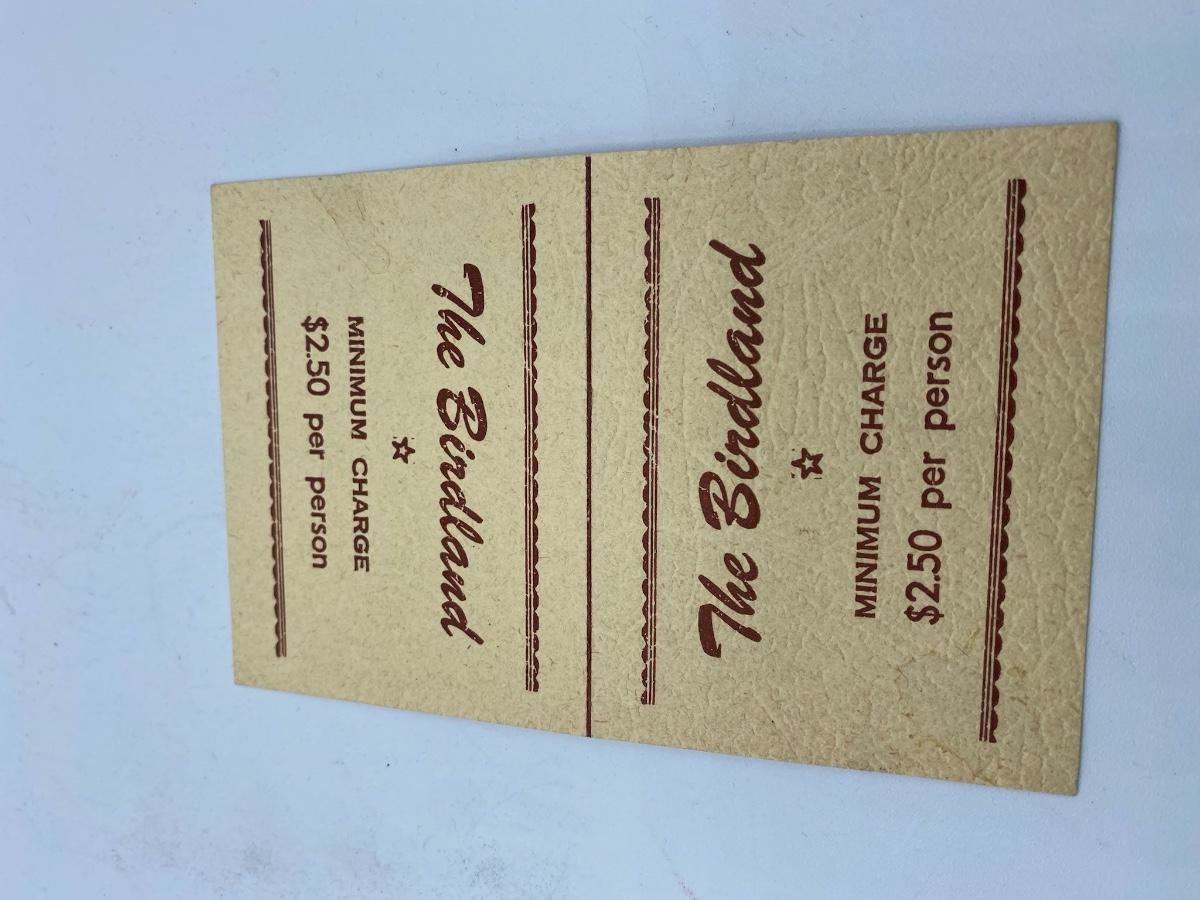 The Birdland
MINIMUM CHARGE
$2.50 per person
The Birdland
MINIMUM CHARGE
$2.50 per person